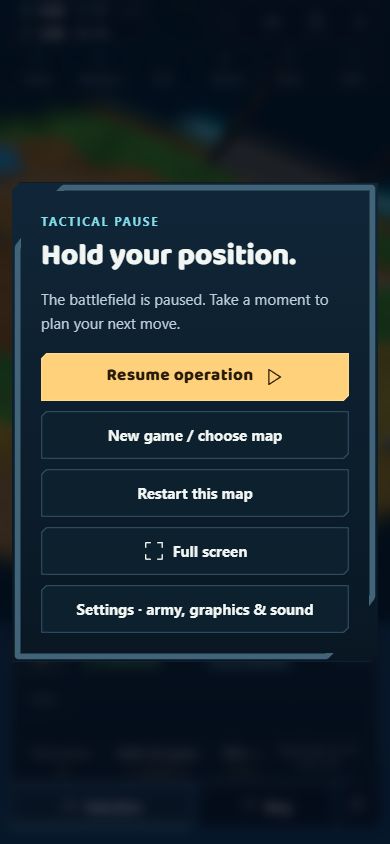 TACTICAL PAUSE
Hold your position.
The battlefield is paused. Take a moment to
plan your next move.
Resume operation
New game / choose map
Restart this map
Full screen
Settings · army, graphics & sound